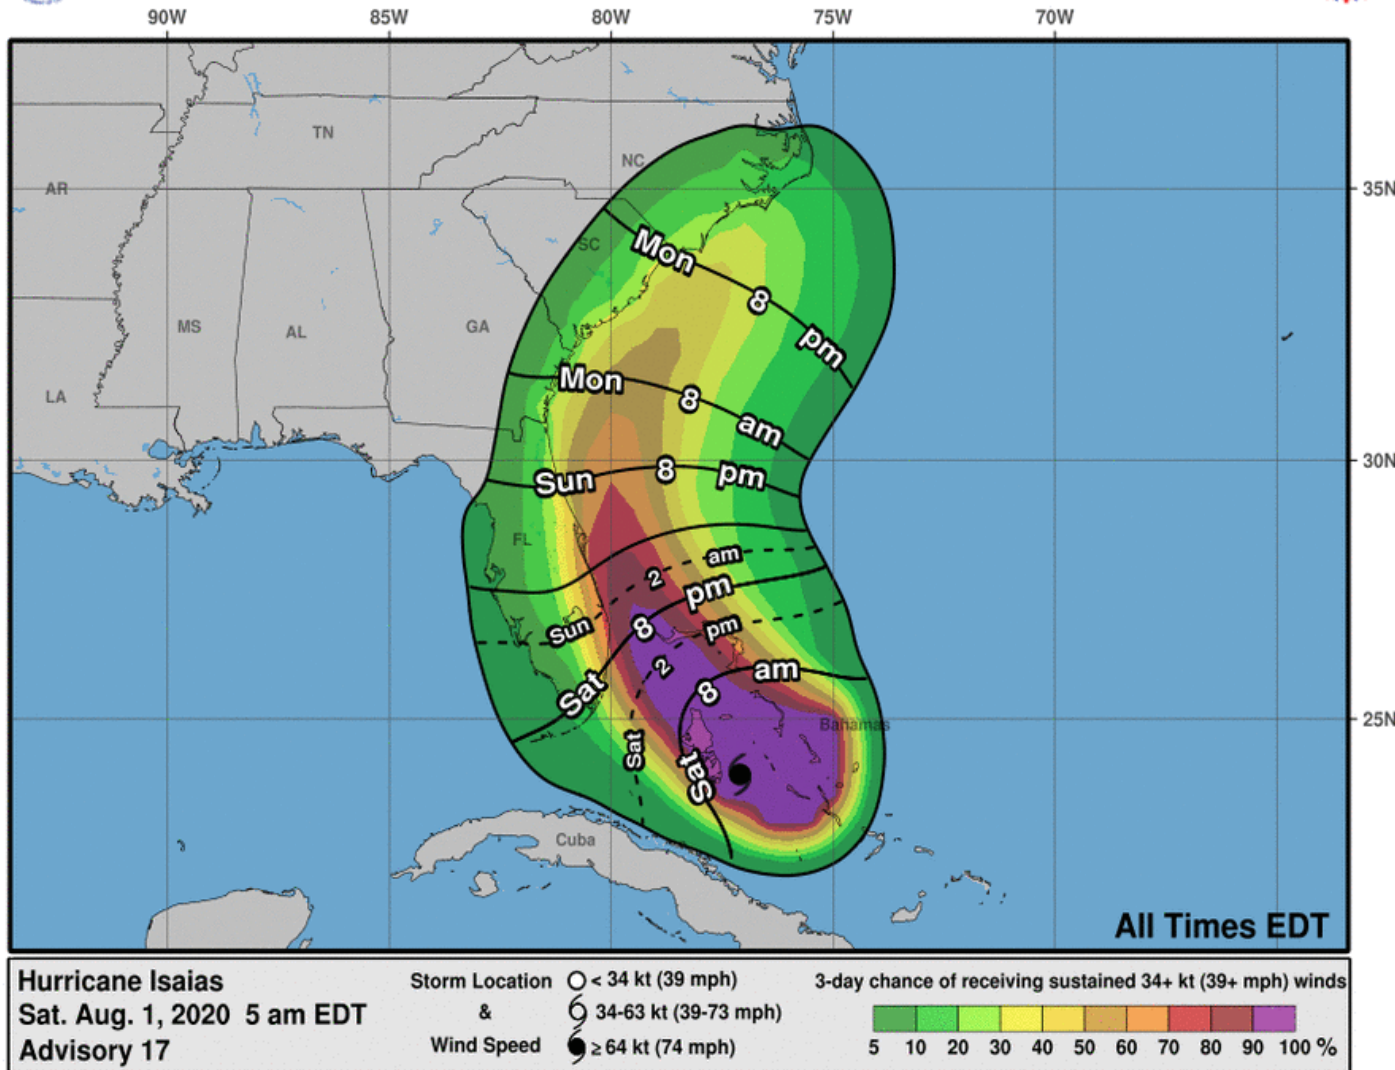 90W 85W 80W 75W 70W
TN
NC
AR
35N
SC
Mon 8 pm
MS AL GA
LA
Mon 8 am
30N
Sun 8 pm
FL
Sun 2 am
Sat 8 pm
Sat 2 pm
Sat 8 am
25N
Bahamas
Cuba
All Times EDT
Hurricane Isaias
Sat. Aug. 1, 2020 5 am EDT
Advisory 17
Storm Location
&
Wind Speed
< 34 kt (39 mph)
34-63 kt (39-73 mph)
≥ 64 kt (74 mph)
3-day chance of receiving sustained 34+ kt (39+ mph) winds
5 10 20 30 40 50 60 70 80 90 100 %